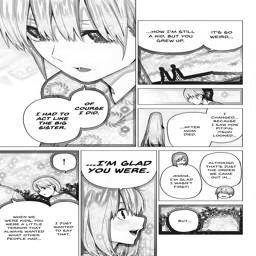 IT'S SO
WEIRD...
...HOW I'M STILL
A KID, BUT YOU
GREW UP.
OF
COURSE
I DID.
I HAD TO
ACT LIKE
THE BIG
SISTER.
CHANGED...
BECAUSE
I SAW HOW
PITIFUL
YOU
LOOKED...
...AFTER
MOM
DIED.
ALTHOUGH
THAT'S JUST
THE ORDER
WE CAME
OUT IN...
...NANA,
I'M GLAD
I WASN'T
FIRST!
...I'M GLAD
YOU WERE.
BUT...
!
I JUST
WANTED TO
SAY THAT.
WHEN WE
WERE KIDS, YOU
WERE A LITTLE
TERROR THAT
ALWAYS WANTED
WHAT OTHER
PEOPLE HAD...